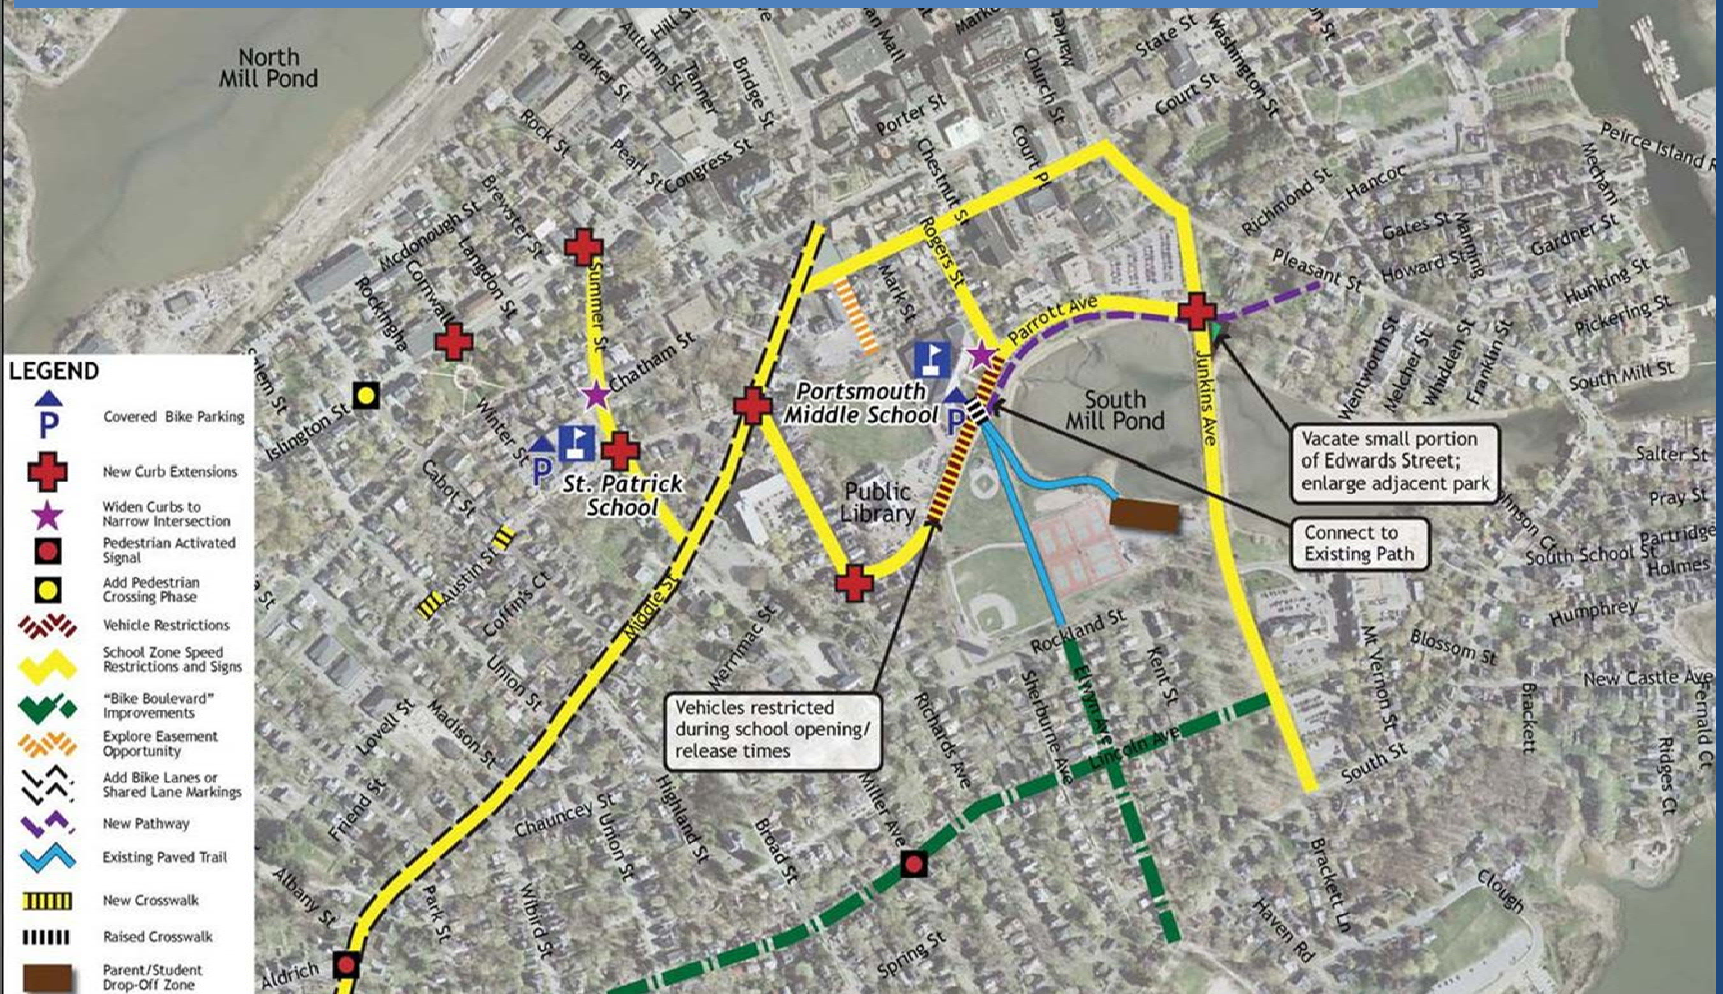 North
Mill Pond
Hill St
Autumn St
Parker St
Tanner
Bridge St
Mall
Church St
State St
Washington St
Court St
Porter St
Rock St
Pearl St
Congress St
Chestnut St
Court Pl
Peirce Island R
Mecham
Hancoc
Richmond St
Gates St
Manning
Gardner St
Brewster St
Mcdonough St
Langdon St
Cornwall
Rockingha
Summer St
Rogers St
Mark St
Pleasant St
Howard St
Hunking St
Pickering St
Parrott Ave
Chatham St
Wentworth St
Melcher St
Whalden St
Franklin St
South Mill St
Junkins Ave
Islington St
Winter St
Portsmouth
Middle School
South
Mill Pond
Cabot St
St. Patrick
School
Public
Library
Vacate small portion
of Edwards Street;
enlarge adjacent park
Salter St
Pray St
Connect to
Existing Path
Partridge
South School St
Holmes
Austin St
Coffin's Ct
Middle St
Merrimac St
Rockland St
Humphrey
Blossom St
Mt Vernon St
New Castle Ave
Union St
Kent St
Elwyn Ave
Sherburne Ave
Richards Ave
Brackett
Fernald Ct
Ridges Ct
Lovell St
Madison St
Vehicles restricted
during school opening/
release times
Lincoln Ave
South St
Friend St
Chauncey St
Union St
Highland St
Broad St
Miller Ave
Brackett Ln
Clough
Albany St
Park St
Wibird St
Spring St
Haven Rd
Aldrich
LEGEND
Covered Bike Parking
P
New Curb Extensions
Widen Curbs to
Narrow Intersection
Pedestrian Activated
Signal
Add Pedestrian
Crossing Phase
Vehicle Restrictions
School Zone Speed
Restrictions and Signs
"Bike Boulevard"
Improvements
Explore Easement
Opportunity
Add Bike Lanes or
Shared Lane Markings
New Pathway
Existing Paved Trail
New Crosswalk
Raised Crosswalk
Parent/Student
Drop-Off Zone
P
P